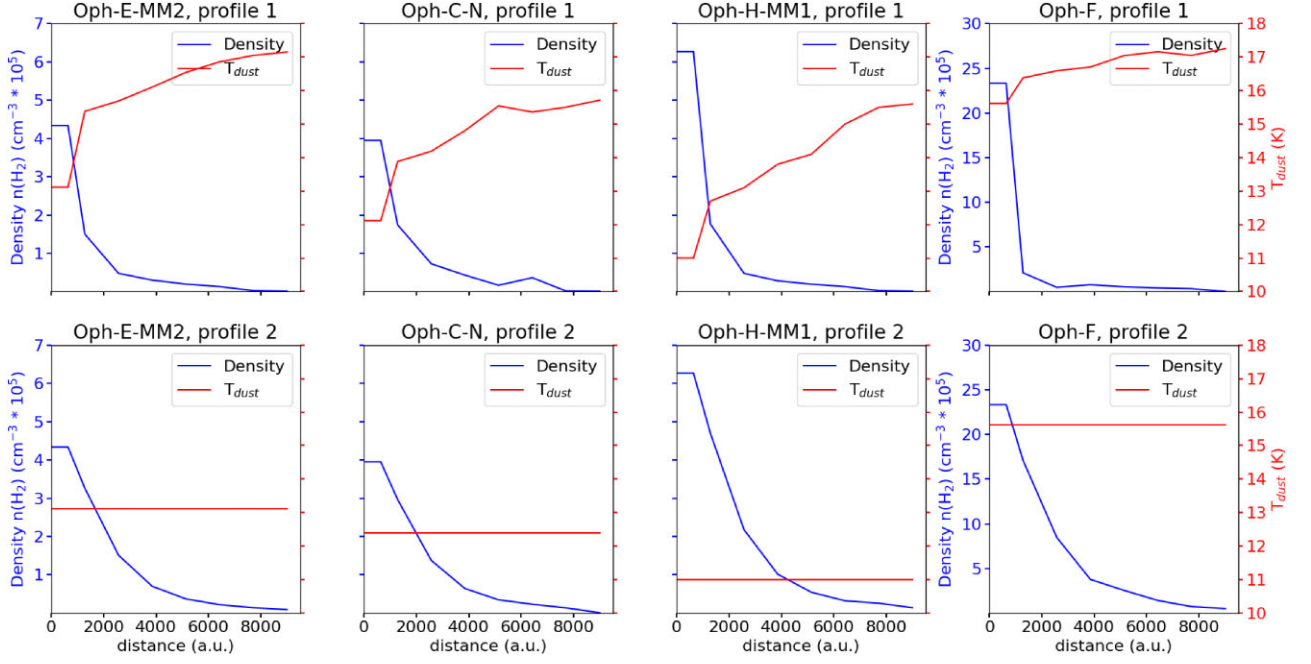 Oph-E-MM2, profile 1
Oph-C-N, profile 1
Oph-H-MM1, profile 1
Oph-F, profile 1
7
6
5
4
3
2
1
Density n(H₂) (cm⁻³ * 10⁵)
Density
T_dust
Density
T_dust
Density
T_dust
30
25
20
15
10
5
Density n(H₂) (cm⁻³ * 10⁵)
Density
T_dust
18
17
16
15
14
13
12
11
10
T_dust (K)
Oph-E-MM2, profile 2
Oph-C-N, profile 2
Oph-H-MM1, profile 2
Oph-F, profile 2
7
6
5
4
3
2
1
Density n(H₂) (cm⁻³ * 10⁵)
Density
T_dust
Density
T_dust
Density
T_dust
30
25
20
15
10
5
Density n(H₂) (cm⁻³ * 10⁵)
Density
T_dust
18
17
16
15
14
13
12
11
10
T_dust (K)
0 2000 4000 6000 8000
0 2000 4000 6000 8000
0 2000 4000 6000 8000
0 2000 4000 6000 8000
distance (a.u.)
distance (a.u.)
distance (a.u.)
distance (a.u.)